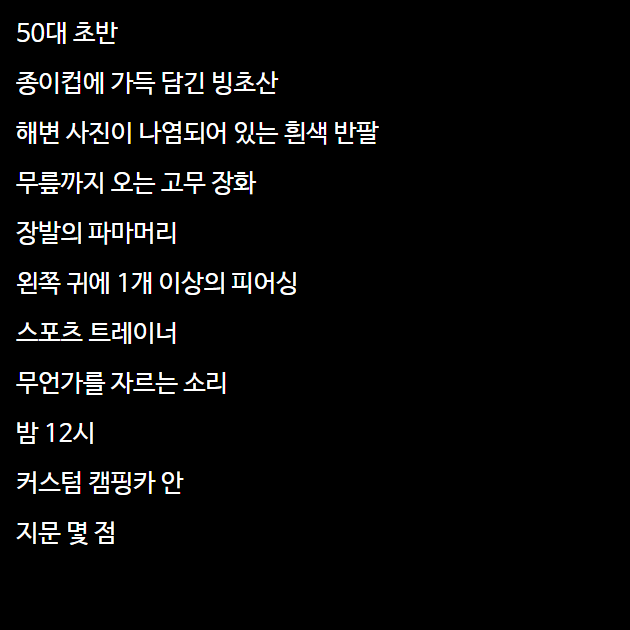 50대 초반
종이컵에 가득 담긴 빙초산
해변 사진이 나염되어 있는 흰색 반팔
무릎까지 오는 고무 장화
장발의 파마머리
왼쪽 귀에 1개 이상의 피어싱
스포츠 트레이너
무언가를 자르는 소리
밤 12시
커스텀 캠핑카 안
지문 몇 점